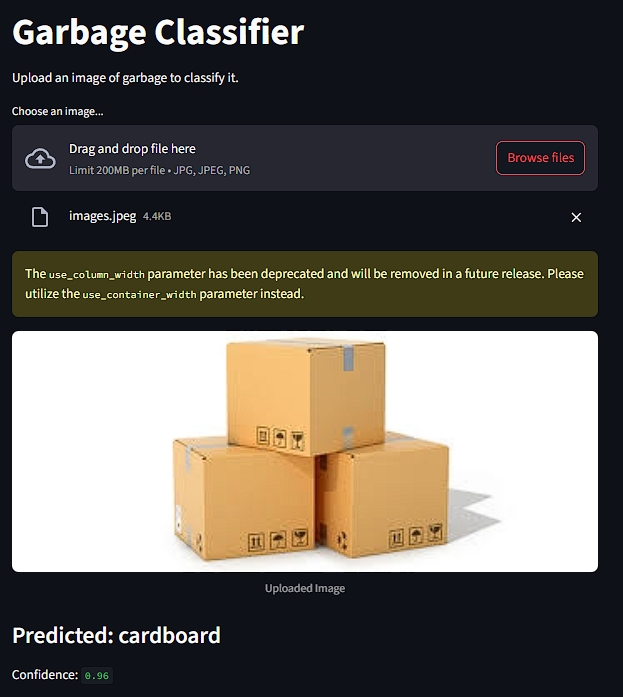 Garbage Classifier
Upload an image of garbage to classify it.
Choose an image...
Drag and drop file here
Limit 200MB per file • JPG, JPEG, PNG
Browse files
images.jpeg 4.4KB
The use_column_width parameter has been deprecated and will be removed in a future release. Please
utilize the use_container_width parameter instead.
Uploaded Image
Predicted: cardboard
Confidence: 0.96